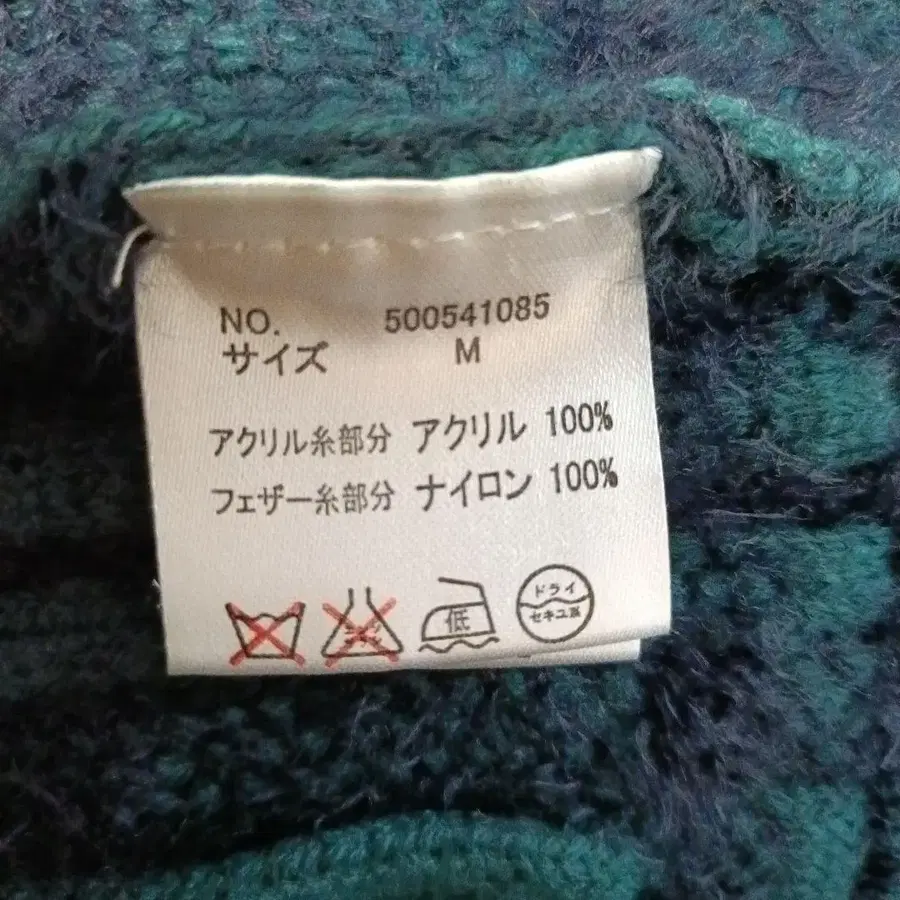 NO. 500541085
サイズ M
アクリル糸部分 アクリル 100%
フェザー糸部分 ナイロン 100%
低
ドライ
セキユ系